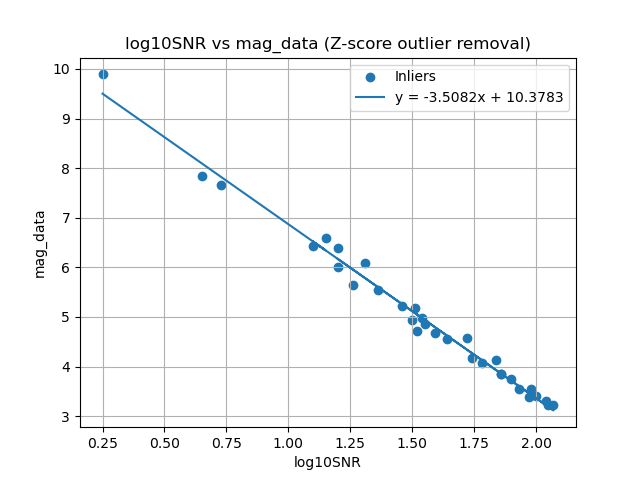 log10SNR vs mag_data (Z-score outlier removal)
Inliers
y = -3.5082x + 10.3783
10
9
8
7
6
5
4
3
mag_data
0.25 0.50 0.75 1.00 1.25 1.50 1.75 2.00
log10SNR